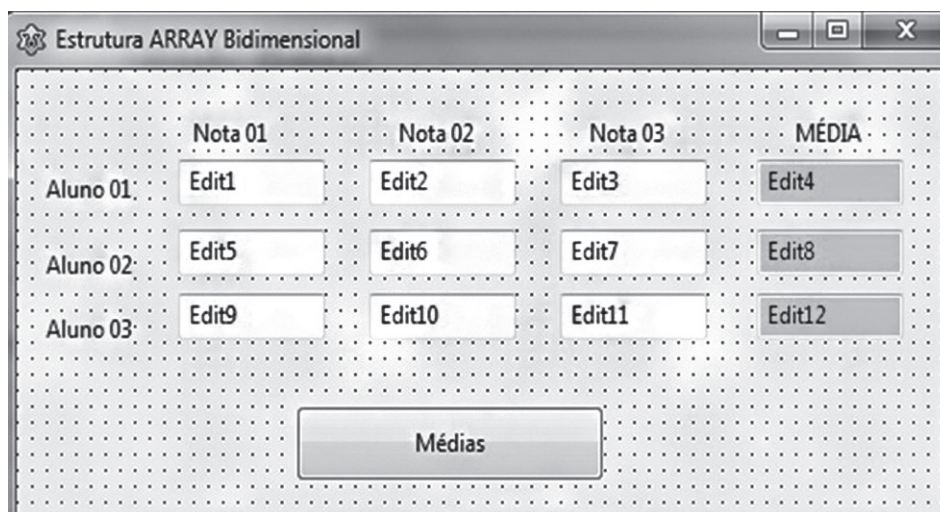 Estrutura ARRAY Bidimensional
Nota 01 Nota 02 Nota 03 MÉDIA
Aluno 01 Edit1 Edit2 Edit3 Edit4
Aluno 02 Edit5 Edit6 Edit7 Edit8
Aluno 03 Edit9 Edit10 Edit11 Edit12
Médias